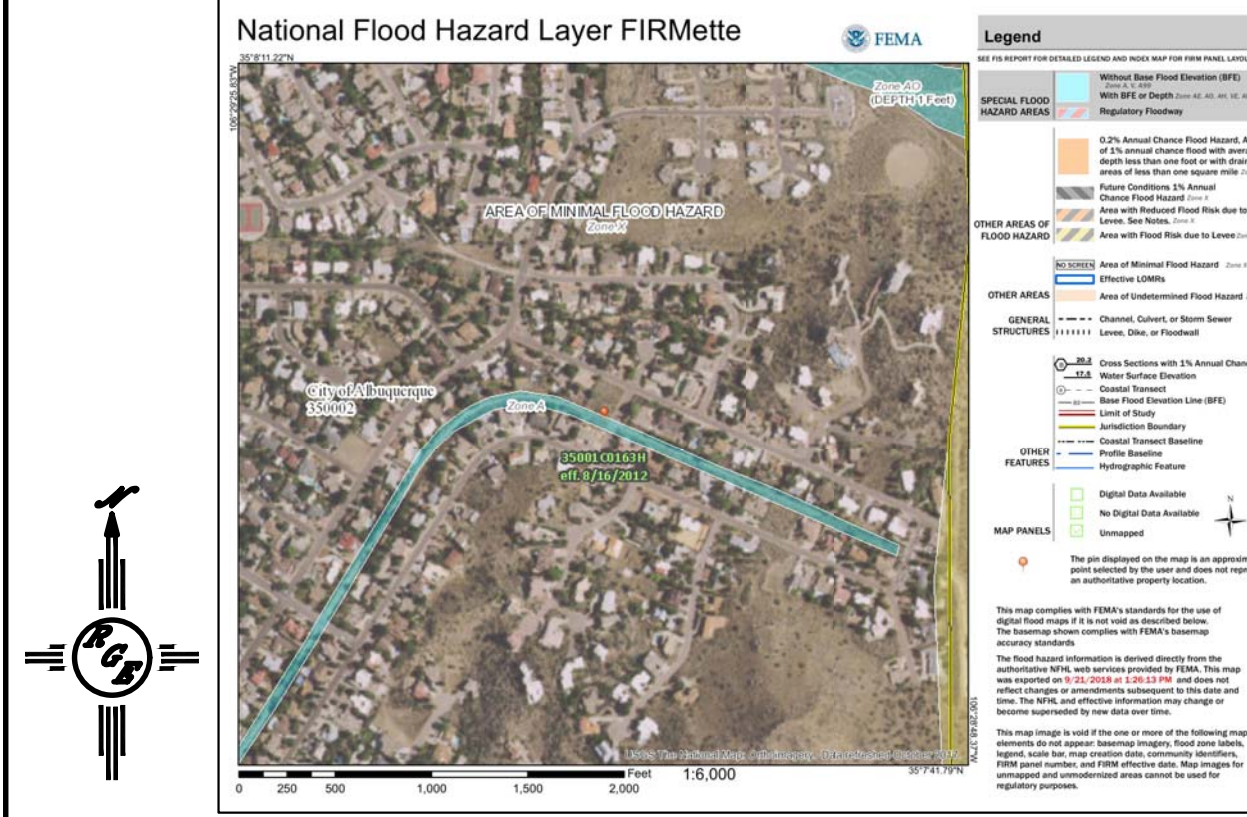 National Flood Hazard Layer FIRMette
FEMA
35°8'11.22"N
106°29'25.83"W
Zone AO
(DEPTH 1 Feet)
AREA OF MINIMAL FLOOD HAZARD
Zone X
City of Albuquerque
350002
Zone A
35001C0163H
eff. 8/16/2012
USGS The National Map: Orthoimagery. Data refreshed October 2017.
106°28'48.37"W
35°7'41.79"N
Feet
1:6,000
0 250 500 1,000 1,500 2,000
RGE
Legend
SEE FIS REPORT FOR DETAILED LEGEND AND INDEX MAP FOR FIRM PANEL LAYOU
SPECIAL FLOOD
HAZARD AREAS
Without Base Flood Elevation (BFE)
Zone A, V, A99
With BFE or Depth Zone AE, AO, AH, VE, A
Regulatory Floodway
OTHER AREAS OF
FLOOD HAZARD
0.2% Annual Chance Flood Hazard, A
of 1% annual chance flood with avera
depth less than one foot or with drain
areas of less than one square mile
Future Conditions 1% Annual
Chance Flood Hazard Zone X
Area with Reduced Flood Risk due to
Levee. See Notes. Zone X
Area with Flood Risk due to Levee
OTHER AREAS
NO SCREEN Area of Minimal Flood Hazard Zone X
Effective LOMRs
Area of Undetermined Flood Hazard
GENERAL
STRUCTURES
Channel, Culvert, or Storm Sewer
Levee, Dike, or Floodwall
OTHER
FEATURES
20.2 Cross Sections with 1% Annual Chan
17.5 Water Surface Elevation
Coastal Transect
Base Flood Elevation Line (BFE)
Limit of Study
Jurisdiction Boundary
Coastal Transect Baseline
Profile Baseline
Hydrographic Feature
MAP PANELS
Digital Data Available
No Digital Data Available
Unmapped
N
The pin displayed on the map is an approxim
point selected by the user and does not repr
an authoritative property location.
This map complies with FEMA's standards for the use of
digital flood maps if it is not void as described below.
The basemap shown complies with FEMA's basemap
accuracy standards
The flood hazard information is derived directly from the
authoritative NFHL web services provided by FEMA. This map
was exported on 9/21/2018 at 1:26:13 PM and does not
reflect changes or amendments subsequent to this date and
time. The NFHL and effective information may change or
become superseded by new data over time.
This map image is void if the one or more of the following map
elements do not appear: basemap imagery, flood zone labels,
legend, scale bar, map creation date, community identifiers,
FIRM panel number, and FIRM effective date. Map images for
unmapped and unmodernized areas cannot be used for
regulatory purposes.